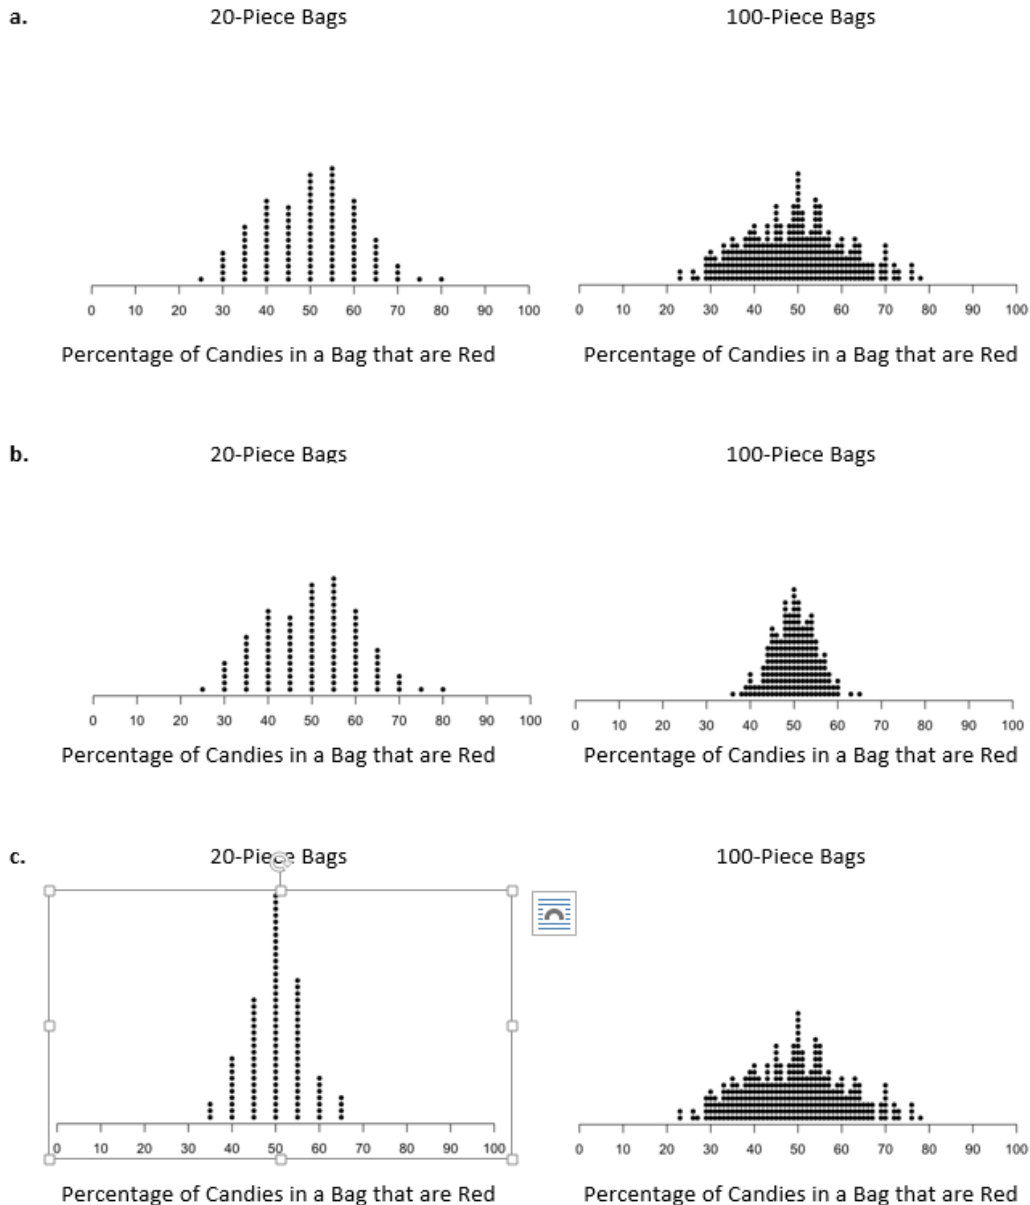 a. 20-Piece Bags 100-Piece Bags
0 10 20 30 40 50 60 70 80 90 100 0 10 20 30 40 50 60 70 80 90 100
Percentage of Candies in a Bag that are Red Percentage of Candies in a Bag that are Red
b. 20-Piece Bags 100-Piece Bags
0 10 20 30 40 50 60 70 80 90 100 0 10 20 30 40 50 60 70 80 90 100
Percentage of Candies in a Bag that are Red Percentage of Candies in a Bag that are Red
c. 20-Piece Bags 100-Piece Bags
0 10 20 30 40 50 60 70 80 90 100 0 10 20 30 40 50 60 70 80 90 100
Percentage of Candies in a Bag that are Red Percentage of Candies in a Bag that are Red